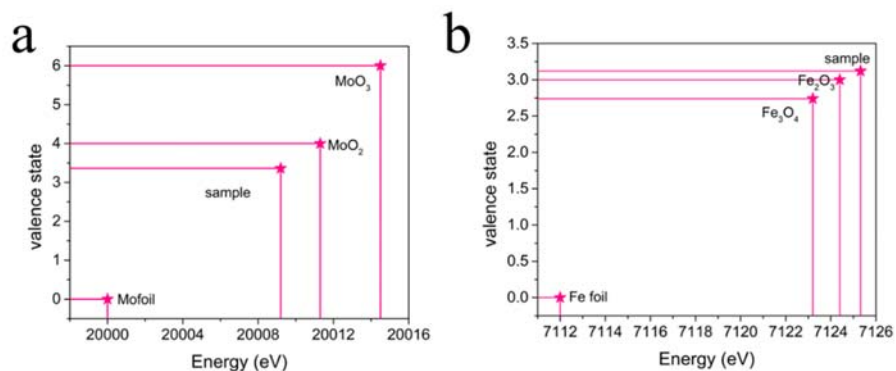 a
6
5
4
3
2
1
0
valence state
MoO3
MoO2
sample
Mofoil
20000 20004 20008 20012 20016
Energy (eV)
b
3.5
3.0
2.5
2.0
1.5
1.0
0.5
0.0
valence state
sample
Fe2O3
Fe3O4
Fe foil
7112 7114 7116 7118 7120 7122 7124 7126
Energy (eV)